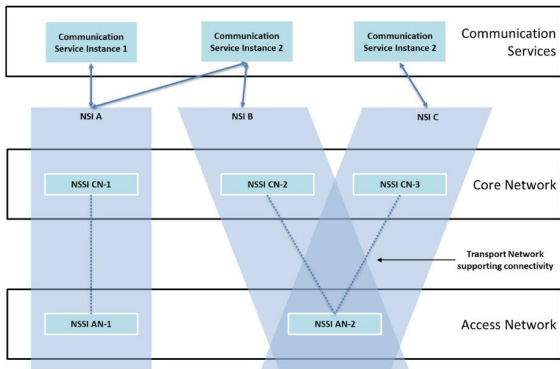 Communication
Service Instance 1
Communication
Service Instance 2
Communication
Service Instance 2
Communication
Services
NSI A
NSI B
NSI C
NSSI CN-1
NSSI CN-2
NSSI CN-3
Core Network
Transport Network
supporting connectivity
NSSI AN-1
NSSI AN-2
Access Network